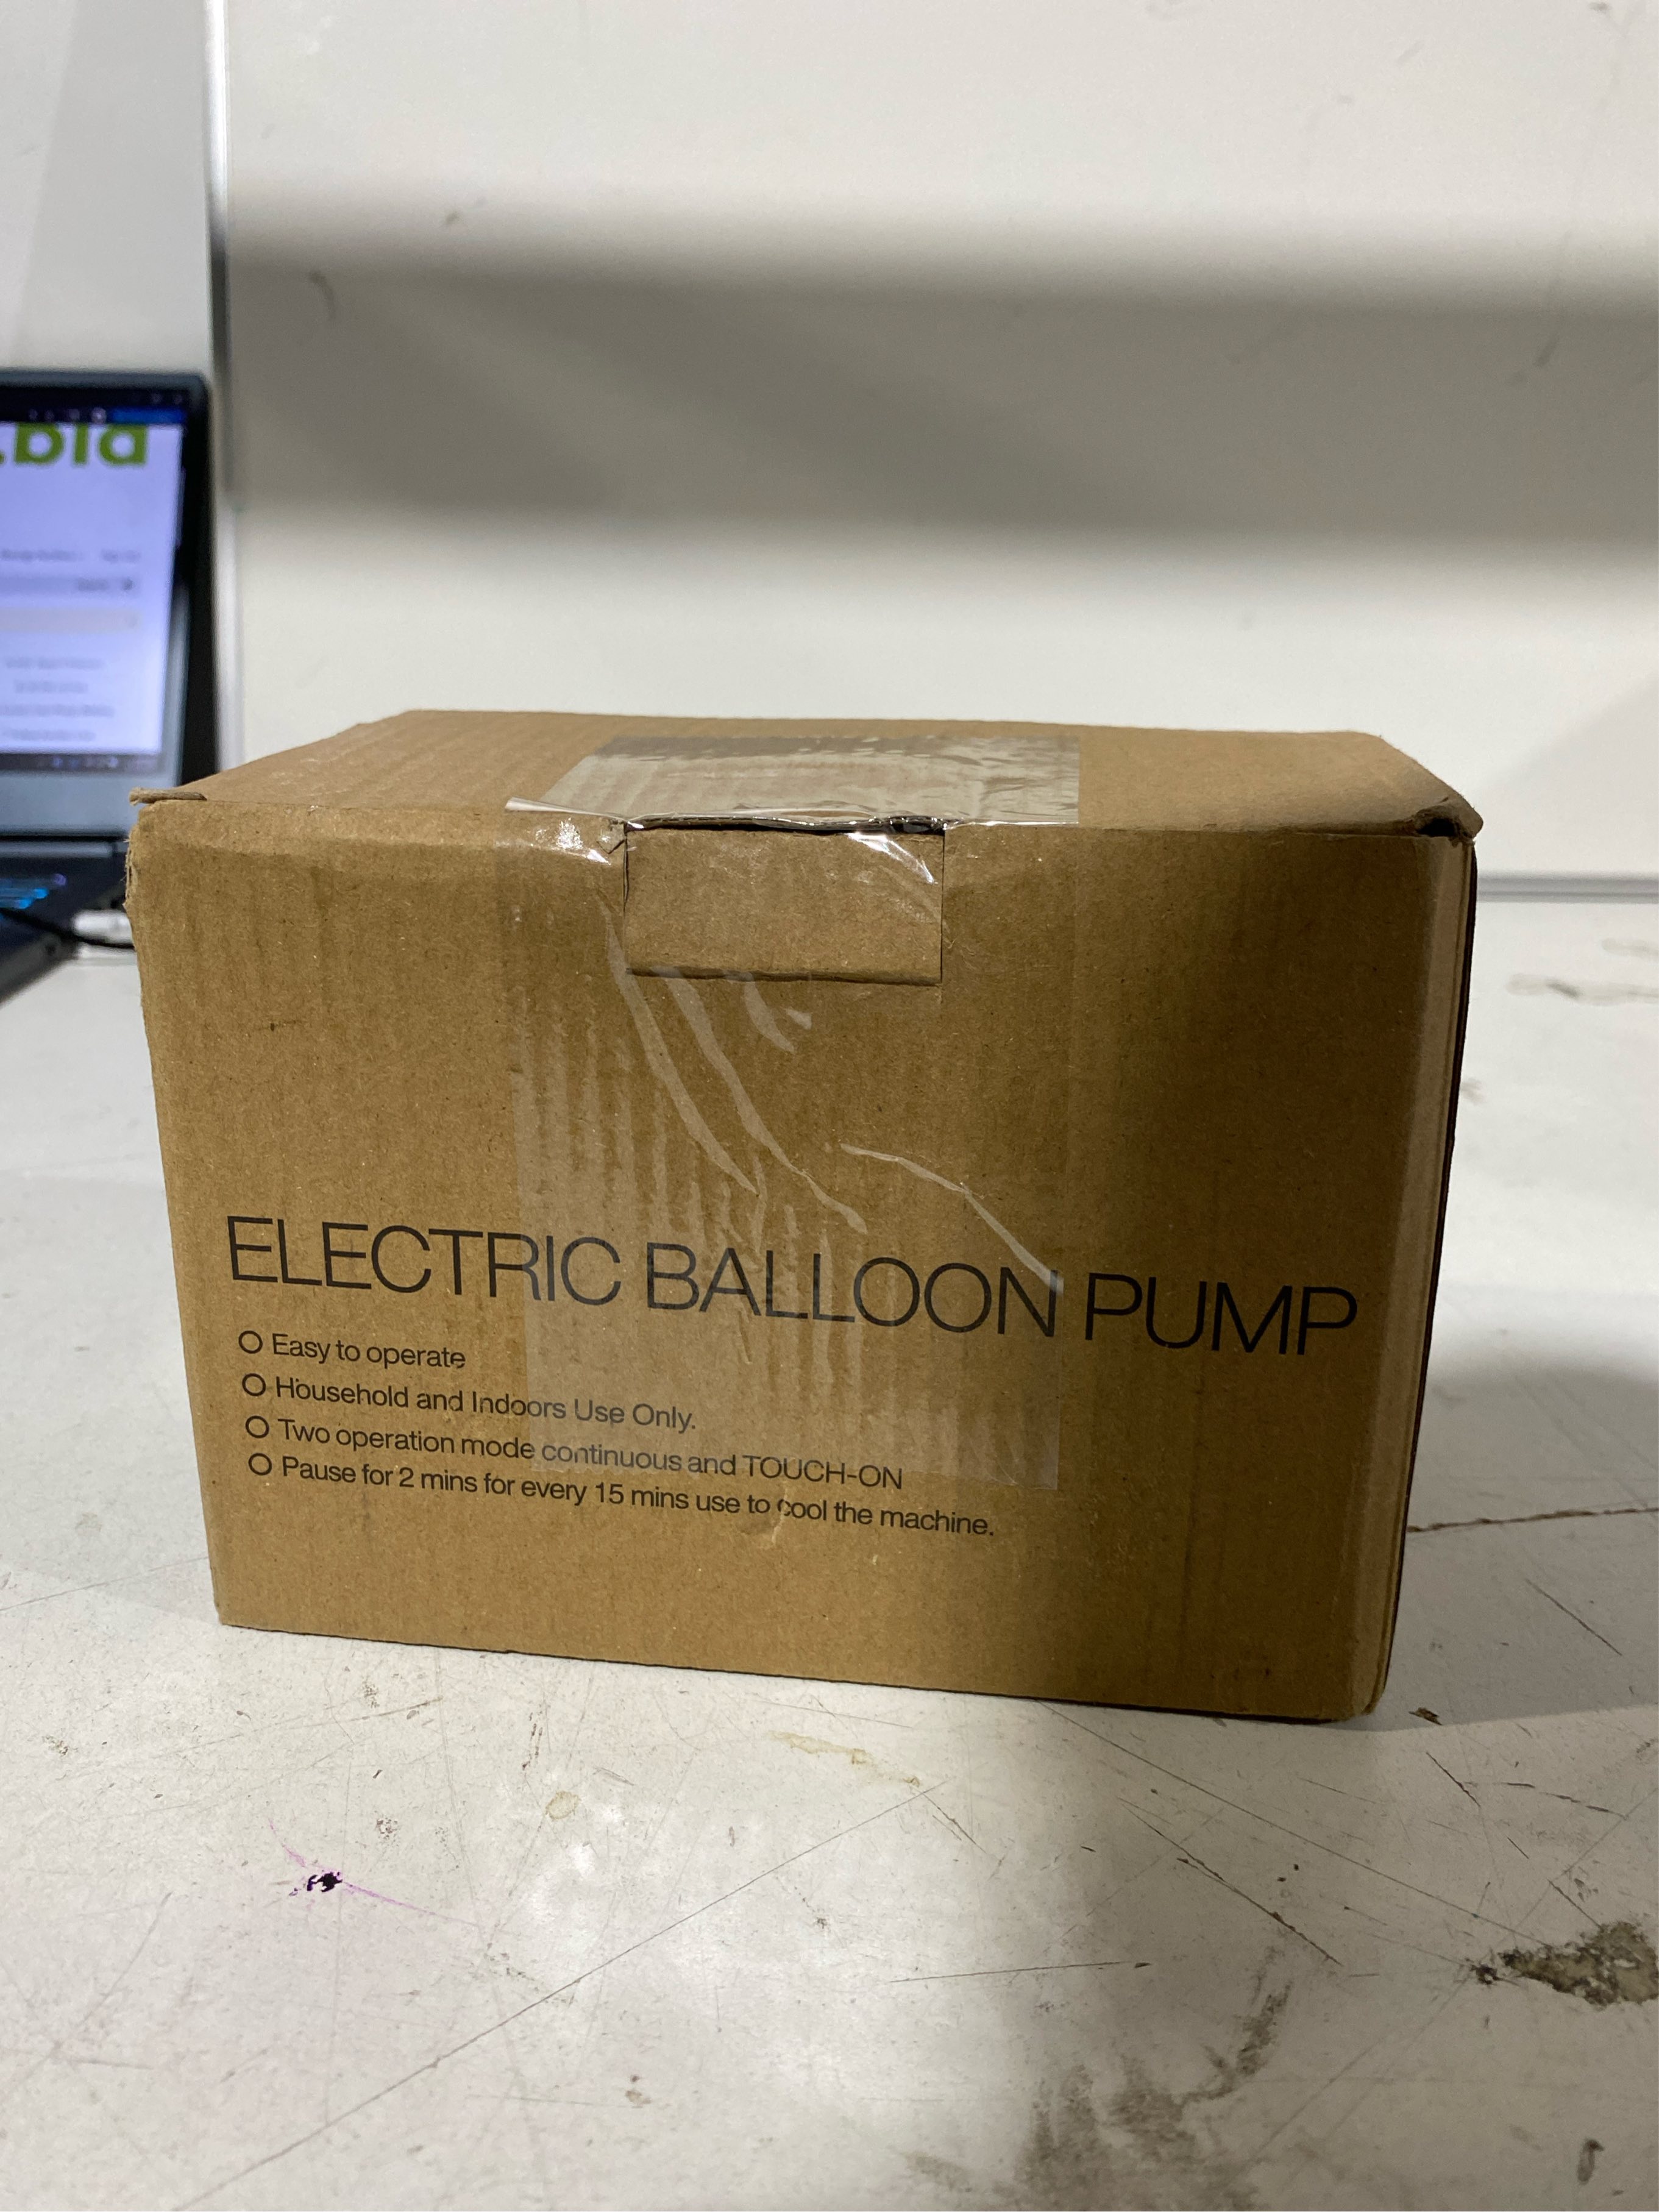 .bid
ELECTRIC BALLOON PUMP
O Easy to operate
O Household and Indoors Use Only.
O Two operation mode continuous and TOUCH-ON
O Pause for 2 mins for every 15 mins use to cool the machine.